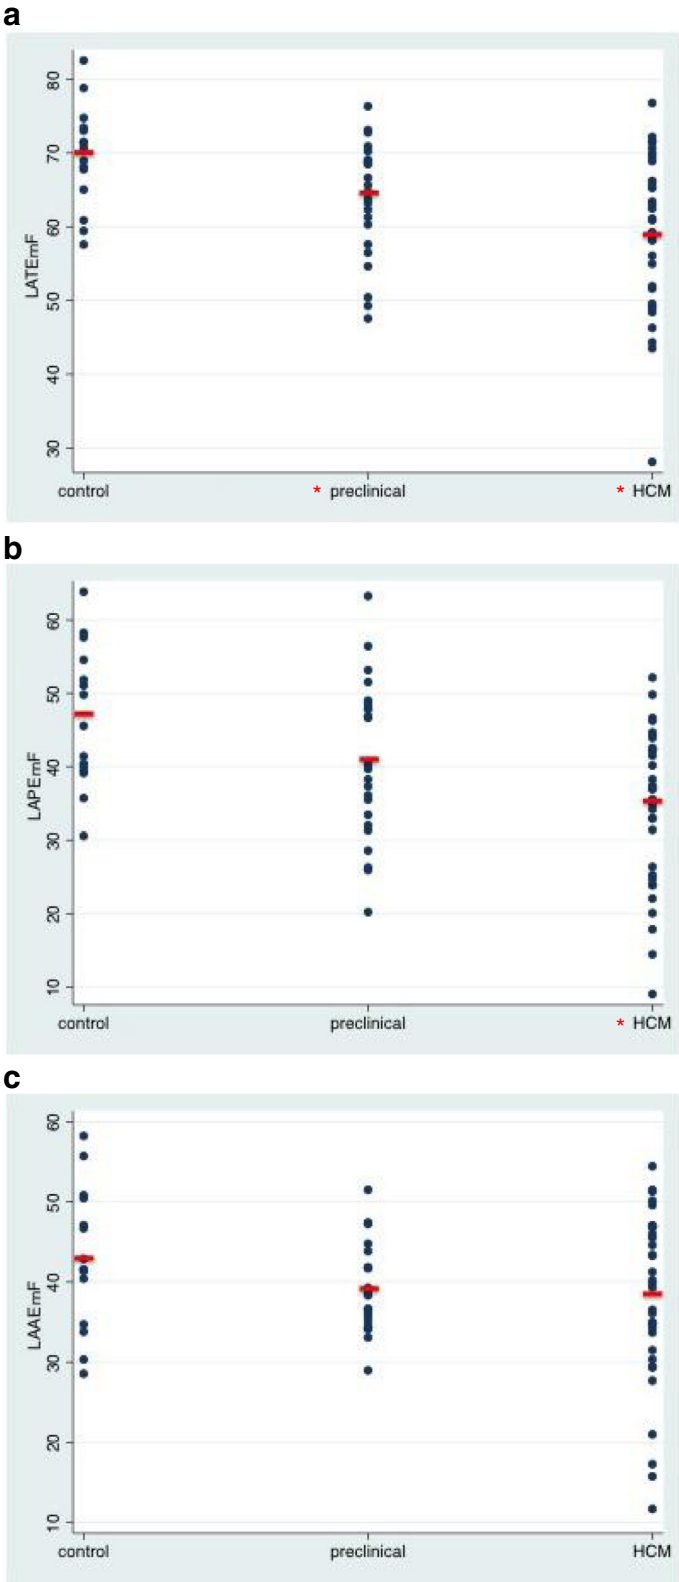 a
80
70
60
50
40
30
LATEmF
control
* preclinical
* HCM
b
60
50
40
30
20
10
LAPEmF
control
preclinical
* HCM
c
60
50
40
30
20
10
LAAEmF
control
preclinical
HCM